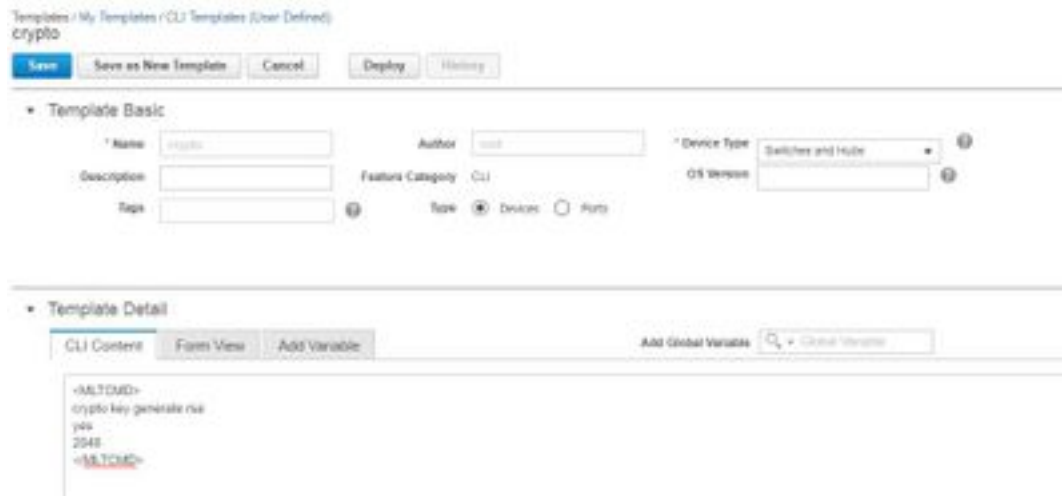 Templates / My Templates / CLI Templates (User Defined)
crypto
Save Save as New Template Cancel Deploy History
Template Basic
* Name crypto Author root * Device Type Switches and Hubs
Description Feature Category CLI OS Version
Tags Type Devices Ports
Template Detail
CLI Content Form View Add Variable Add Global Variable Global Variable
<MLTCMD>
crypto key generate rsa
yes
2048
</MLTCMD>